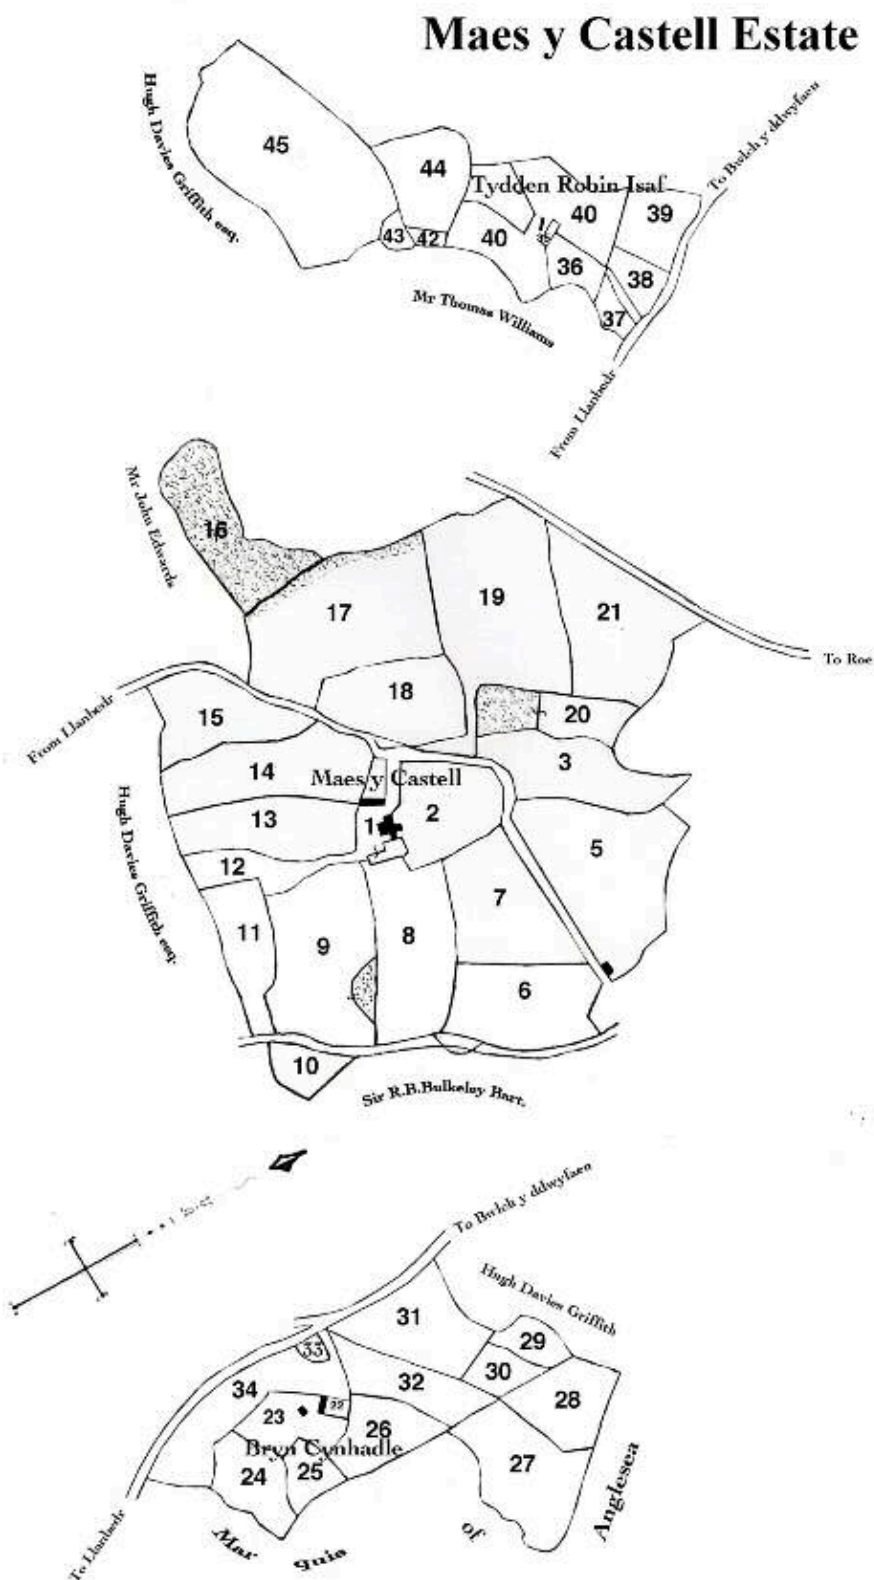 Maes y Castell Estate
Hugh Davies Griffith esq.
45
44
Tydden Robin Isaf
To Bwlch y ddwyfaen
40
39
43
42
40
36
38
37
Mr Thomas Williams
From Llanbedr
Mr John Edwards
16
17
19
21
To Roe
From Llanbedr
18
15
20
14
Maes y Castell
3
13
1
2
12
5
Hugh Davies Griffith esq.
11
9
8
7
6
10
Sir R.B.Bulkeley Bart.
To Bwlch y ddwyfaen
31
Hugh Davies Griffith
29
33
30
34
32
28
23
22
26
Bryn Cynhadle
24
25
27
To Llanbedr
Mar quis of Anglesea